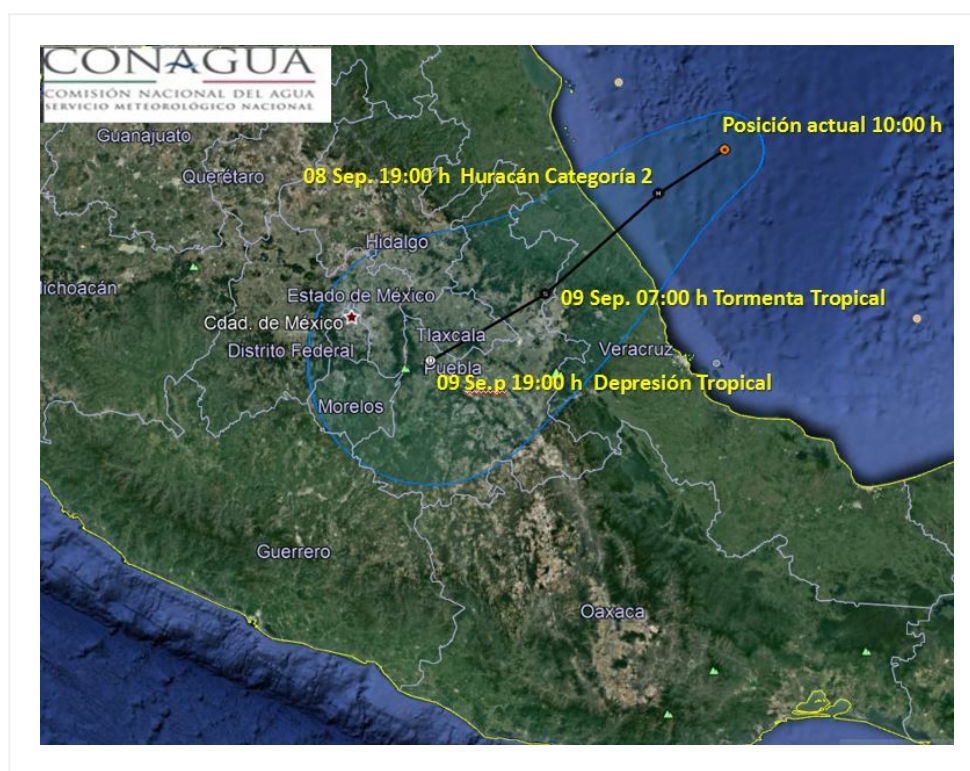 CONAGUA
COMISIÓN NACIONAL DEL AGUA
SERVICIO METEOROLÓGICO NACIONAL
Guanajuato
Posición actual 10:00 h
Querétaro
08 Sep. 19:00 h Huracán Categoría 2
Hidalgo
ichoacán
Estado de México
09 Sep. 07:00 h Tormenta Tropical
Cdad. de México
Tlaxcala
Distrito Federal
Veracruz
Puebla
09 Se.p 19:00 h Depresión Tropical
Morelos
Guerrero
Oaxaca